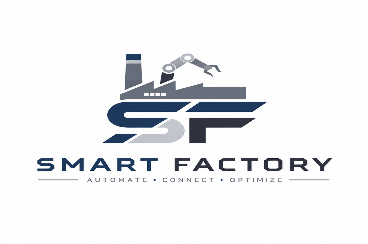 SF
SMART FACTORY
AUTOMATE • CONNECT • OPTIMIZE